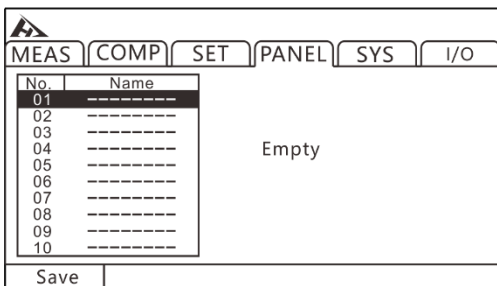 MEAS COMP SET PANEL SYS I/O
No. Name
01 --------
02 --------
03 --------
04 --------
05 --------
06 --------
07 --------
08 --------
09 --------
10 --------
Empty
Save